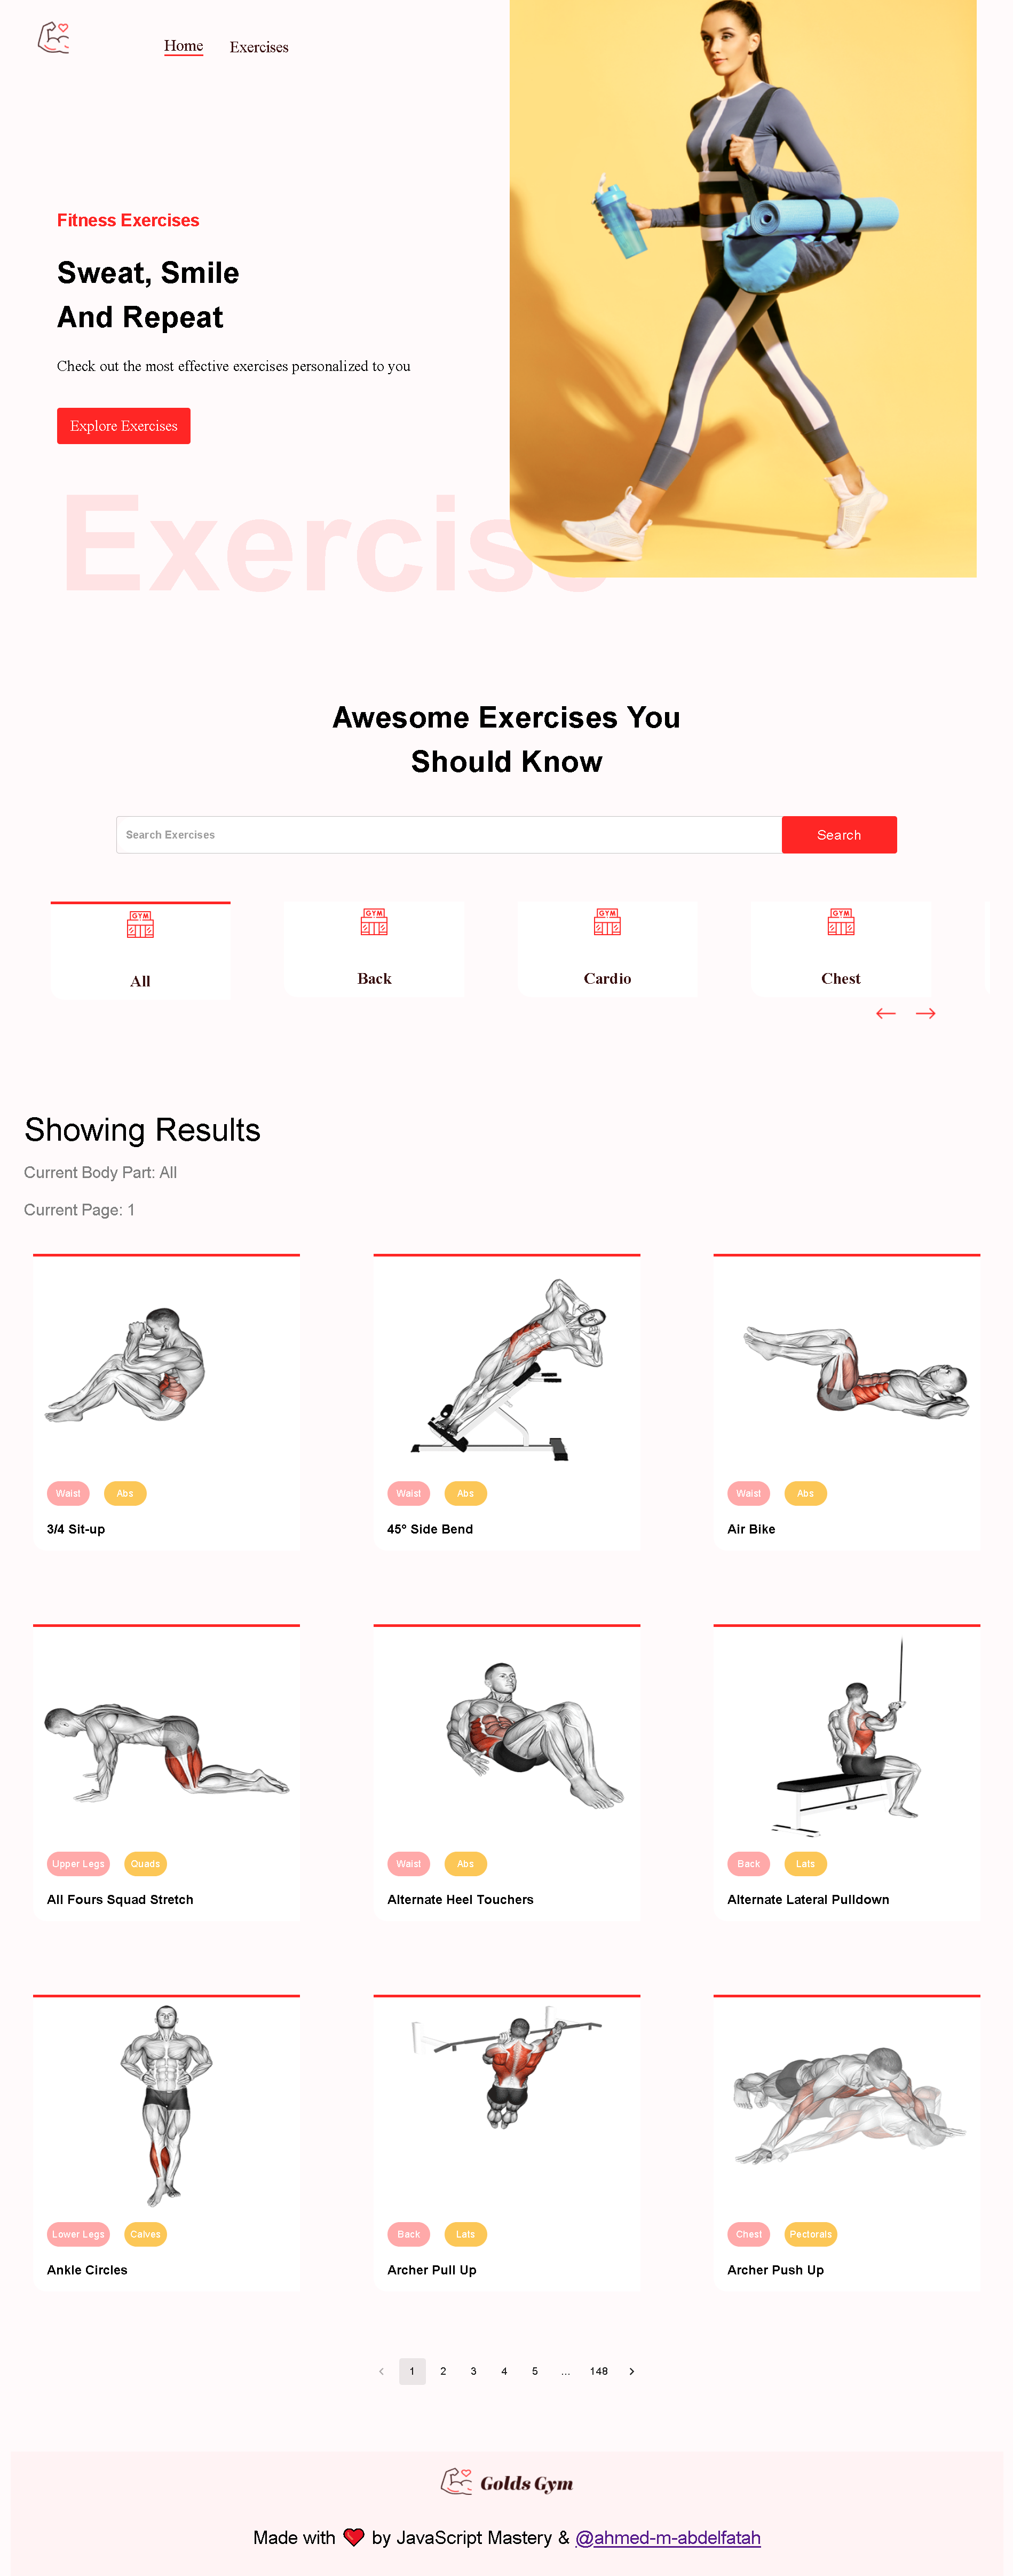 Home
Exercises
Fitness Exercises
Sweat, Smile
And Repeat
Check out the most effective exercises personalized to you
Explore Exercises
Exercise
Awesome Exercises You
Should Know
Search Exercises
Search
GYM
GYM
GYM
GYM
All
Back
Cardio
Chest
Showing Results
Current Body Part: All
Current Page: 1
Waist
Abs
3/4 Sit-up
Waist
Abs
45° Side Bend
Waist
Abs
Air Bike
Upper Legs
Quads
All Fours Squad Stretch
Waist
Abs
Alternate Heel Touchers
Back
Lats
Alternate Lateral Pulldown
Lower Legs
Calves
Ankle Circles
Back
Lats
Archer Pull Up
Chest
Pectorals
Archer Push Up
1 2 3 4 5 ... 148
Golds Gym
Made with ❤️ by JavaScript Mastery & @ahmed-m-abdelfatah